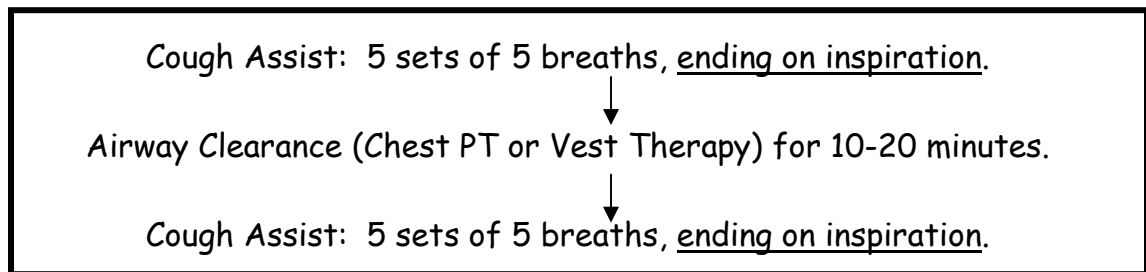 Cough Assist:  5 sets of 5 breaths, ending on inspiration.
Airway Clearance (Chest PT or Vest Therapy) for 10-20 minutes.
Cough Assist:  5 sets of 5 breaths, ending on inspiration.